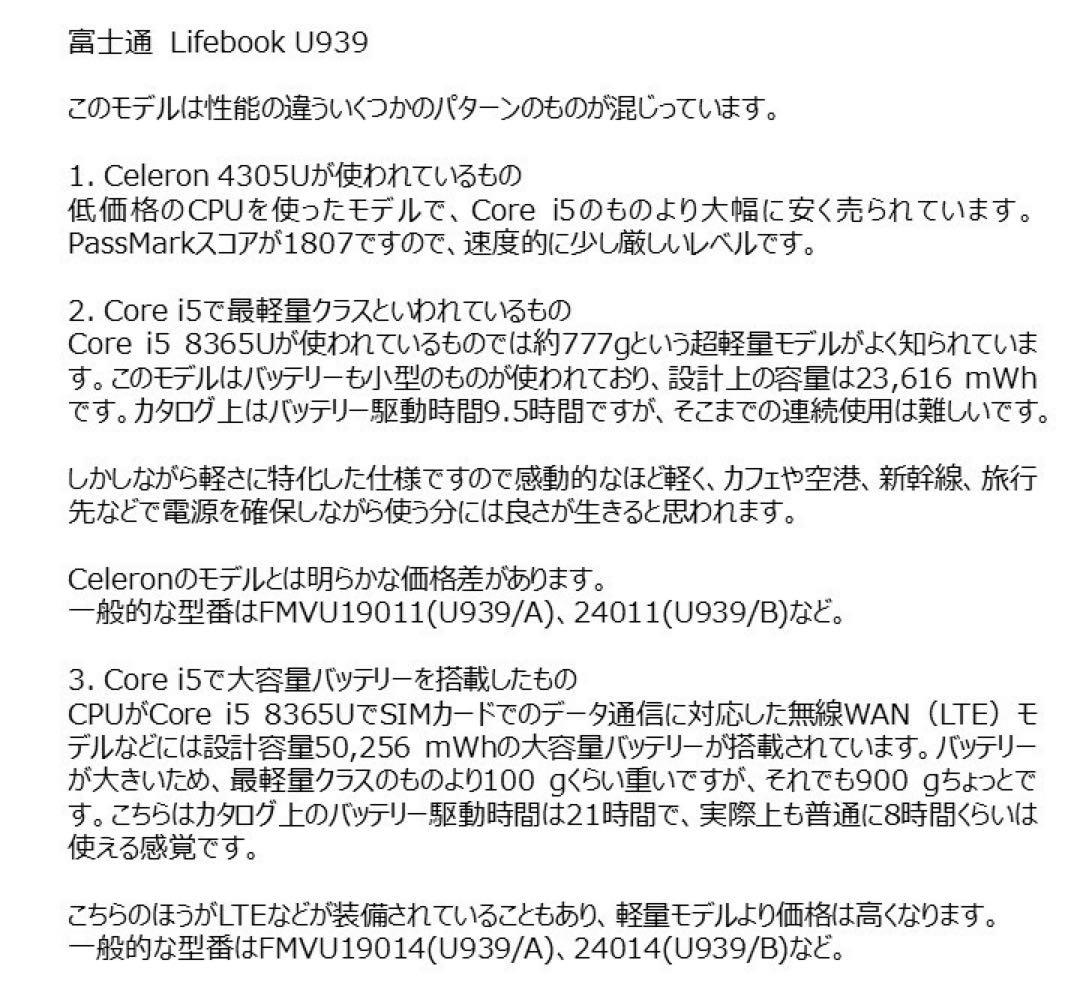 富士通 Lifebook U939
このモデルは性能の違ういくつかのパターンのものが混じっています。
1. Celeron 4305Uが使われているもの
低価格のCPUを使ったモデルで、Core i5のものより大幅に安く売られています。
PassMarkスコアが1807ですので、速度的に少し厳しいレベルです。
2. Core i5で最軽量クラスといわれているもの
Core i5 8365Uが使われているものでは約777gという超軽量モデルがよく知られていま
す。このモデルはバッテリーも小型のものが使われており、設計上の容量は23,616 mWh
です。カタログ上はバッテリー駆動時間9.5時間ですが、そこまでの連続使用は難しいです。
しかしながら軽さに特化した仕様ですので感動的なほど軽く、カフェや空港、新幹線、旅行
先などで電源を確保しながら使う分には良さが生きると思われます。
Celeronのモデルとは明らかな価格差があります。
一般的な型番はFMVU19011(U939/A)、24011(U939/B)など。
3. Core i5で大容量バッテリーを搭載したもの
CPUがCore i5 8365UでSIMカードでのデータ通信に対応した無線WAN（LTE）モ
デルなどには設計容量50,256 mWhの大容量バッテリーが搭載されています。バッテリー
が大きいため、最軽量クラスのものより100 gくらい重いですが、それでも900 gちょっとで
す。こちらはカタログ上のバッテリー駆動時間は21時間で、実際上も普通に8時間くらいは
使える感覚です。
こちらのほうがLTEなどが装備されていることもあり、軽量モデルより価格は高くなります。
一般的な型番はFMVU19014(U939/A)、24014(U939/B)など。